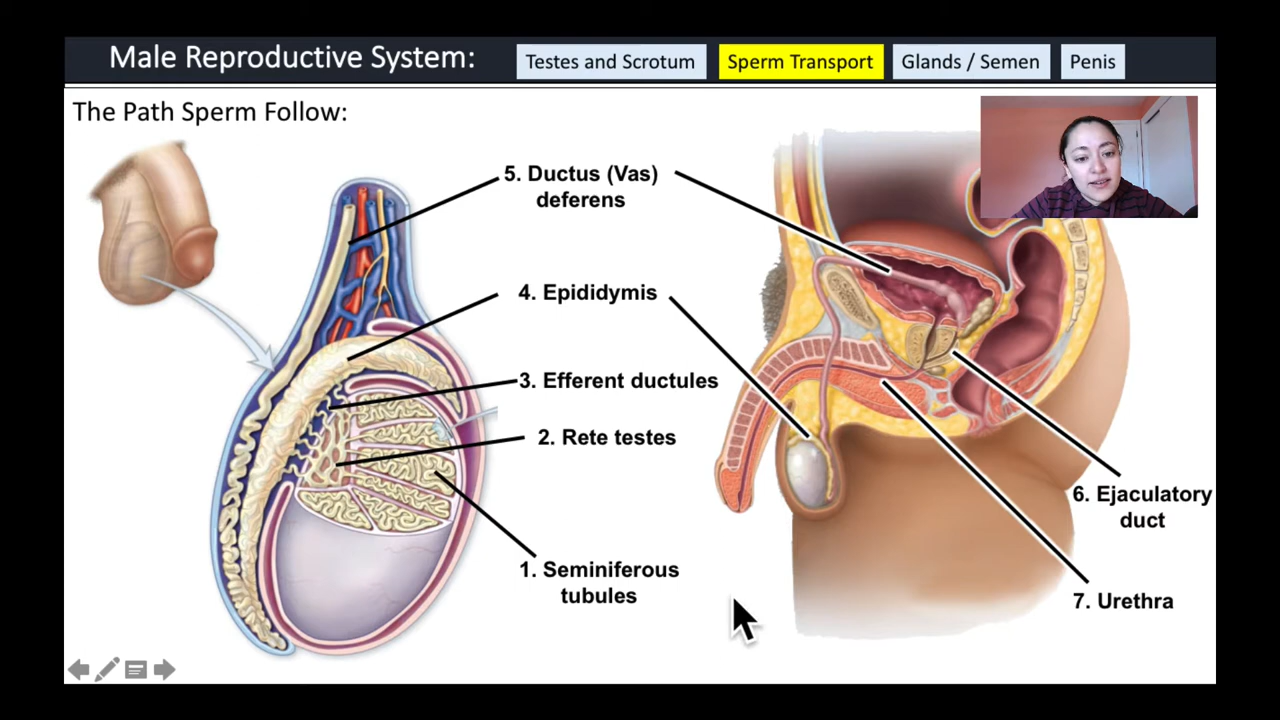 Male Reproductive System:
Testes and Scrotum
Sperm Transport
Glands / Semen
Penis
The Path Sperm Follow:
5. Ductus (Vas)
deferens
4. Epididymis
3. Efferent ductules
2. Rete testes
1. Seminiferous
tubules
6. Ejaculatory
duct
7. Urethra